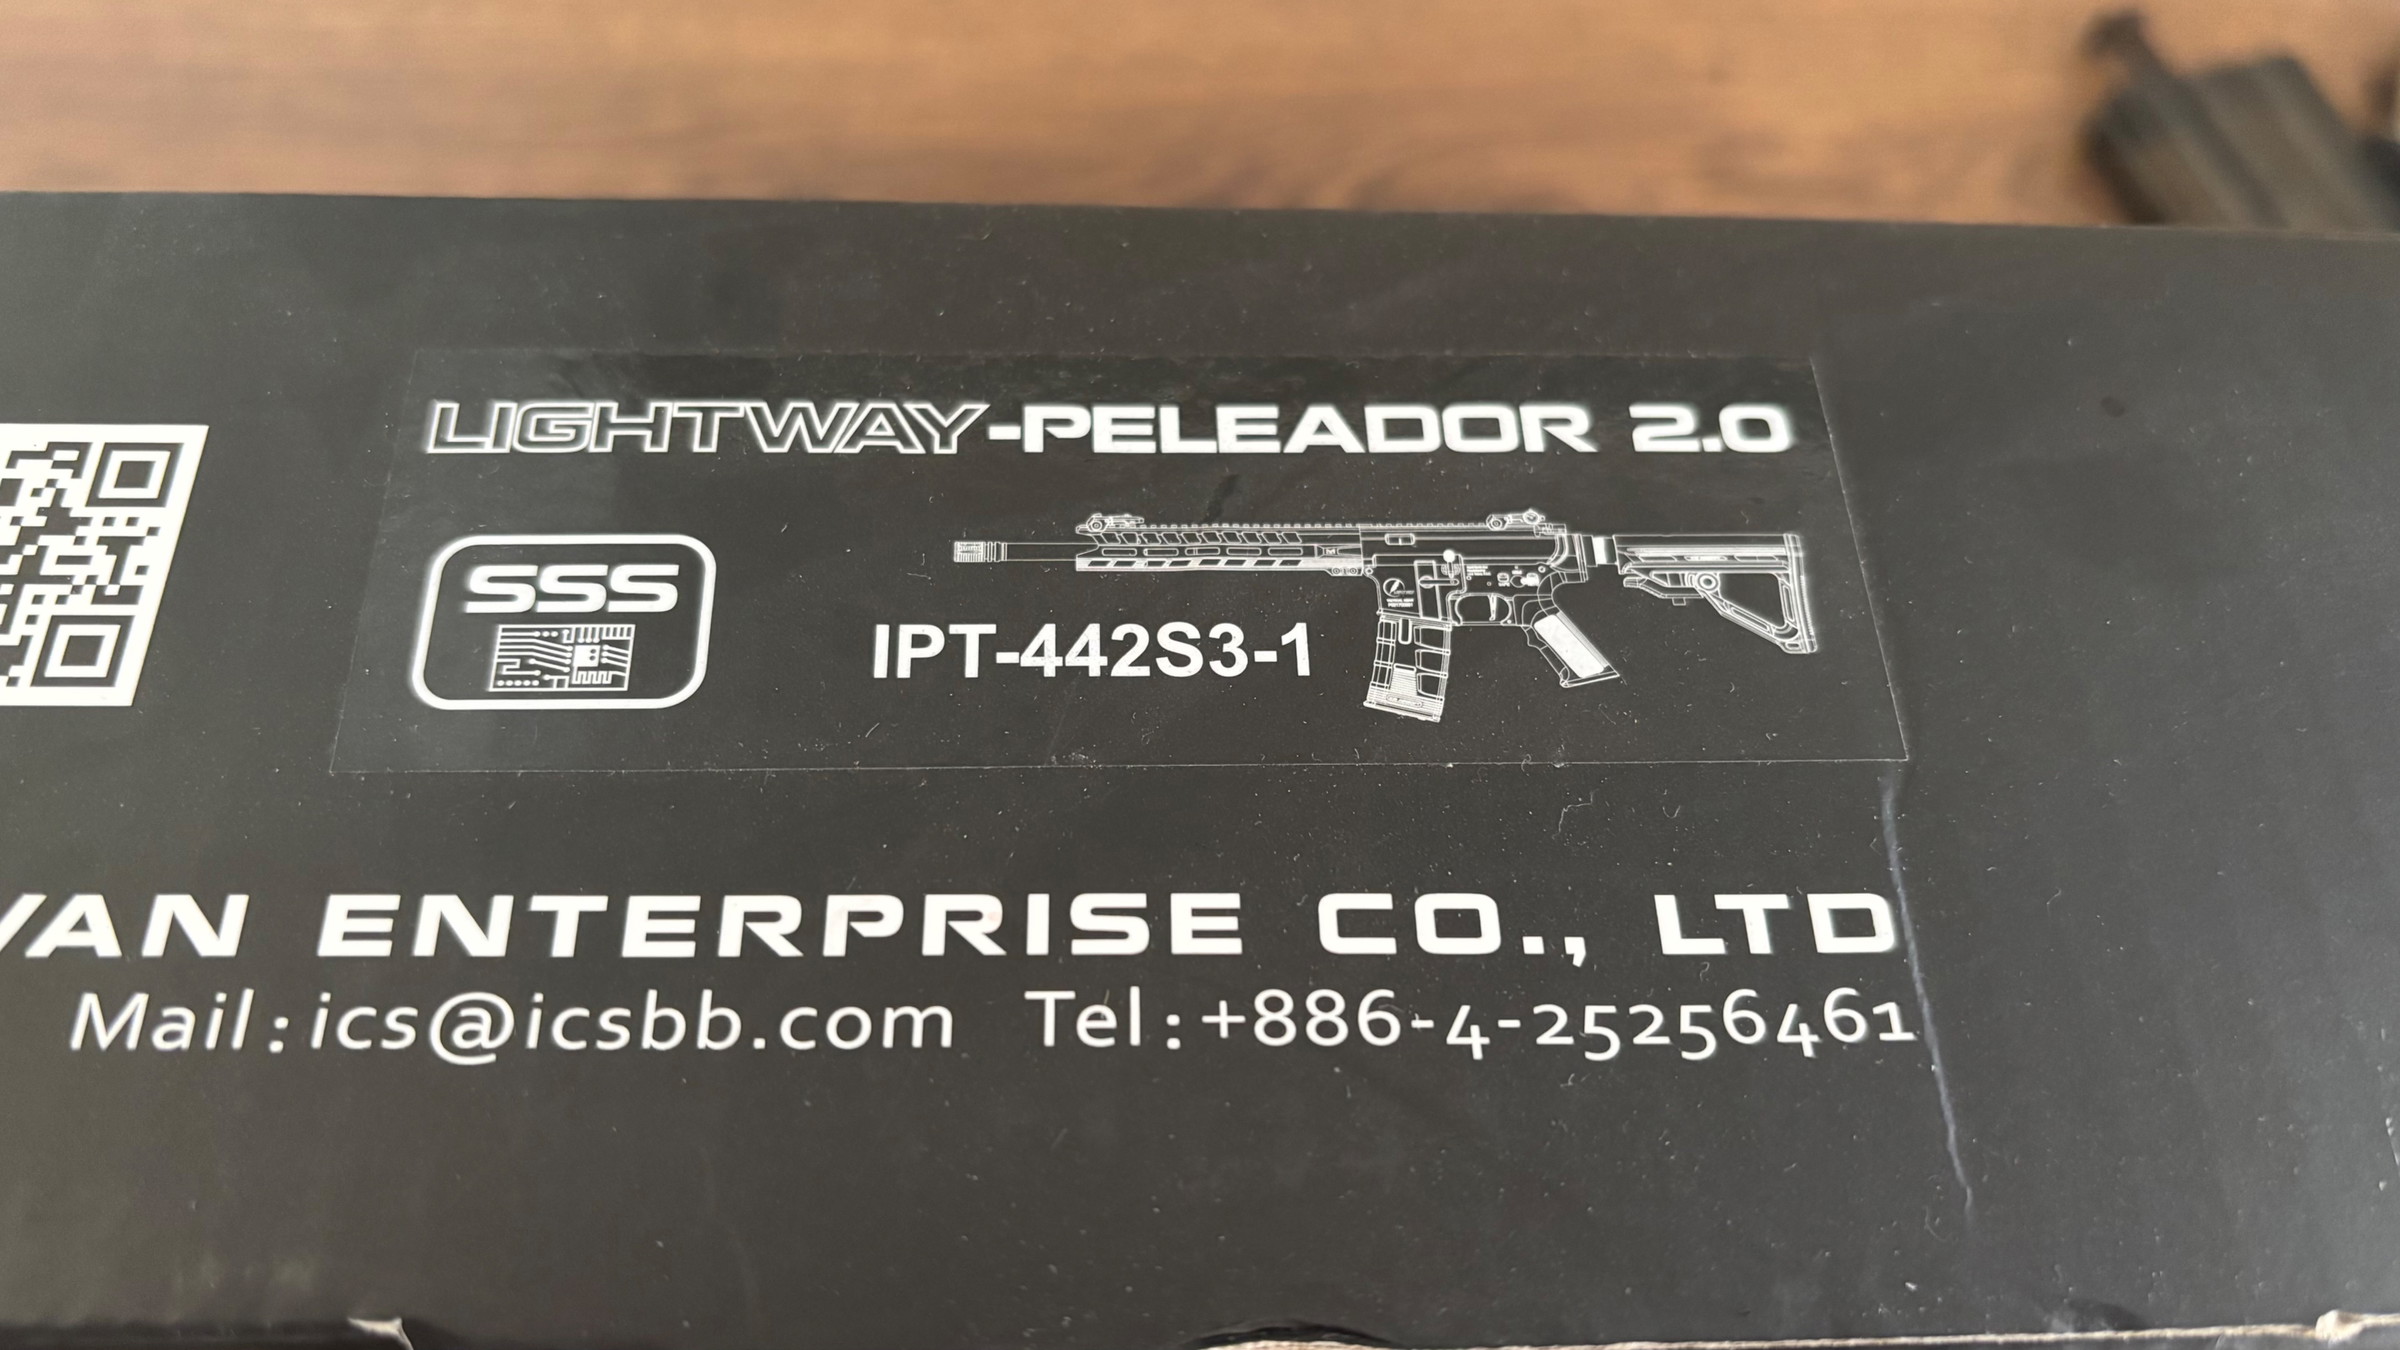 LIGHTWAY-PELEADOR 2.0
SSS
IPT-442S3-1
ENTERPRISE CO., LTD
Mail:ics@icsbb.com Tel:+886-4-25256461